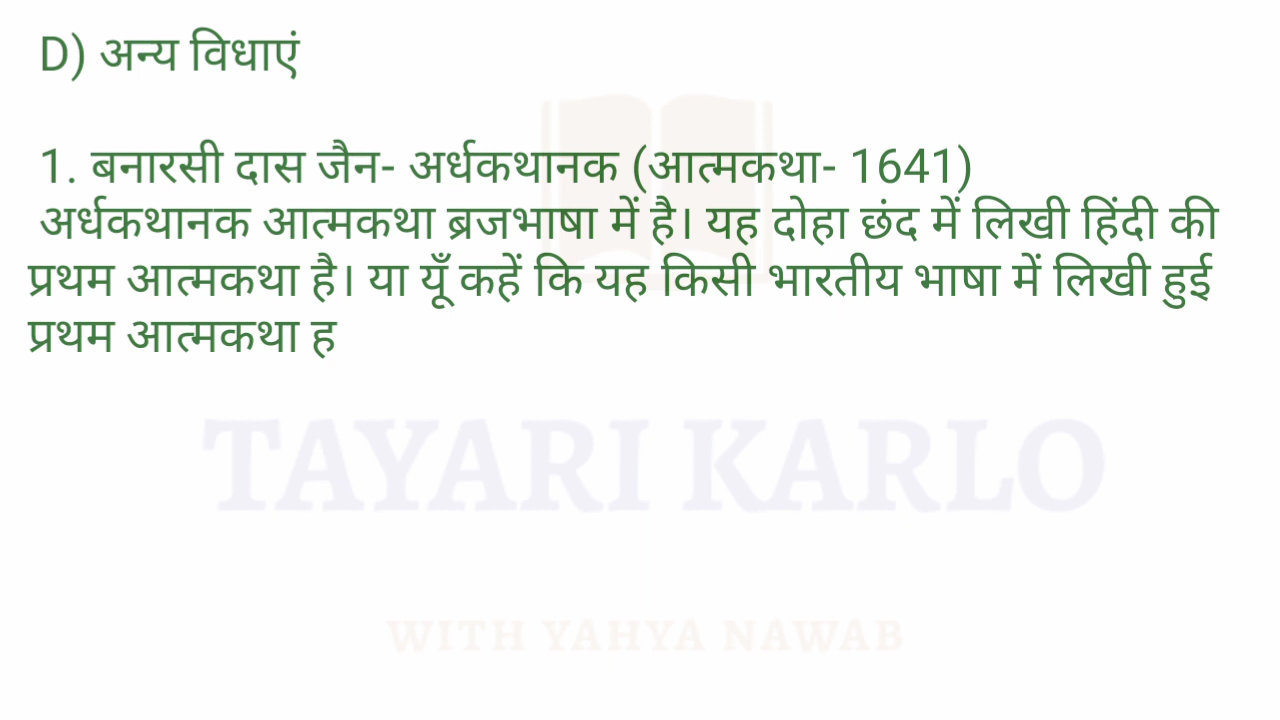 D) अन्य विधाएं
1. बनारसी दास जैन- अर्धकथानक (आत्मकथा- 1641)
अर्धकथानक आत्मकथा ब्रजभाषा में है। यह दोहा छंद में लिखी हिंदी की
प्रथम आत्मकथा है। या यूँ कहें कि यह किसी भारतीय भाषा में लिखी हुई
प्रथम आत्मकथा ह
TAYARI KARLO
WITH YAHYA NAWAB